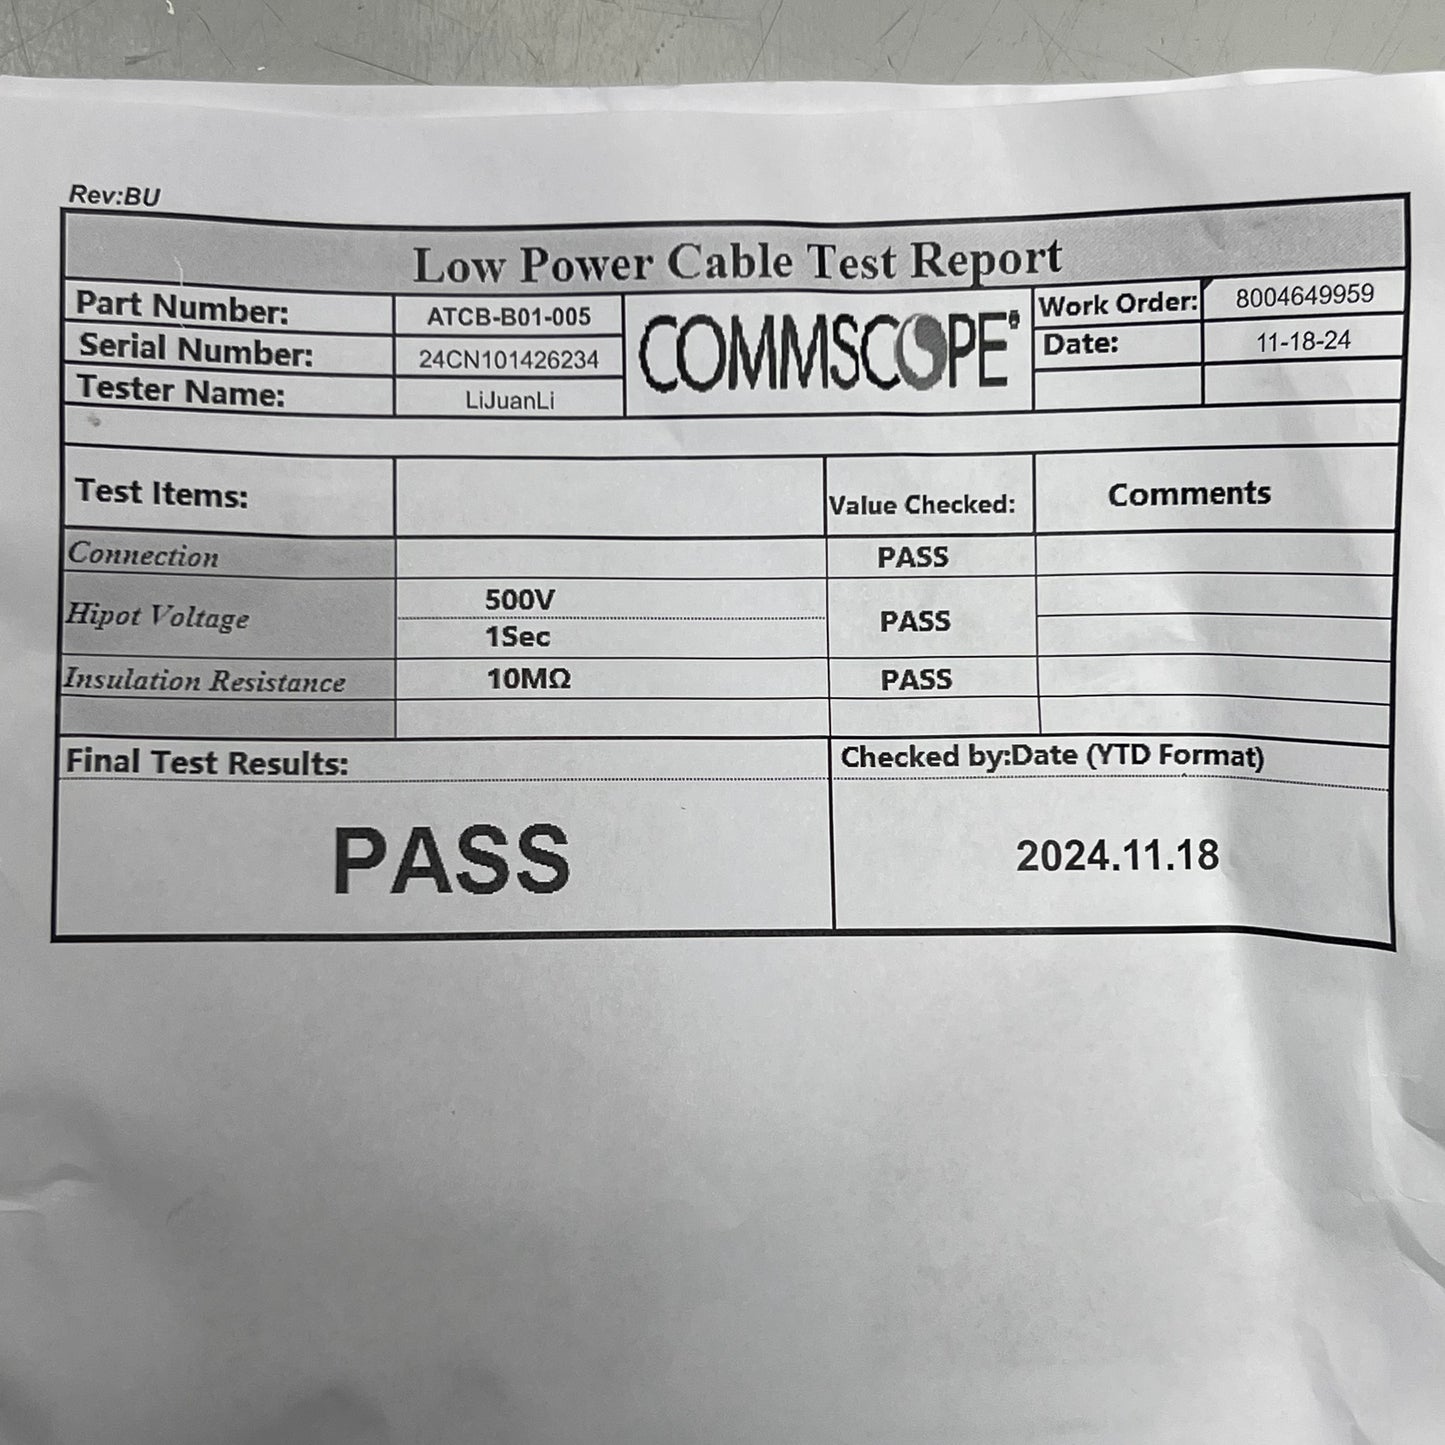 Rev:BU
Low Power Cable Test Report
Part Number: ATCB-B01-005
Serial Number: 24CN101426234
Tester Name: LiJuanLi
COMMSCOPE®
Work Order: 8004649959
Date: 11-18-24
Test Items: Value Checked: Comments
Connection PASS
Hipot Voltage 500V PASS
1Sec
Insulation Resistance 10MΩ PASS
Final Test Results:
PASS
Checked by:Date (YTD Format)
2024.11.18